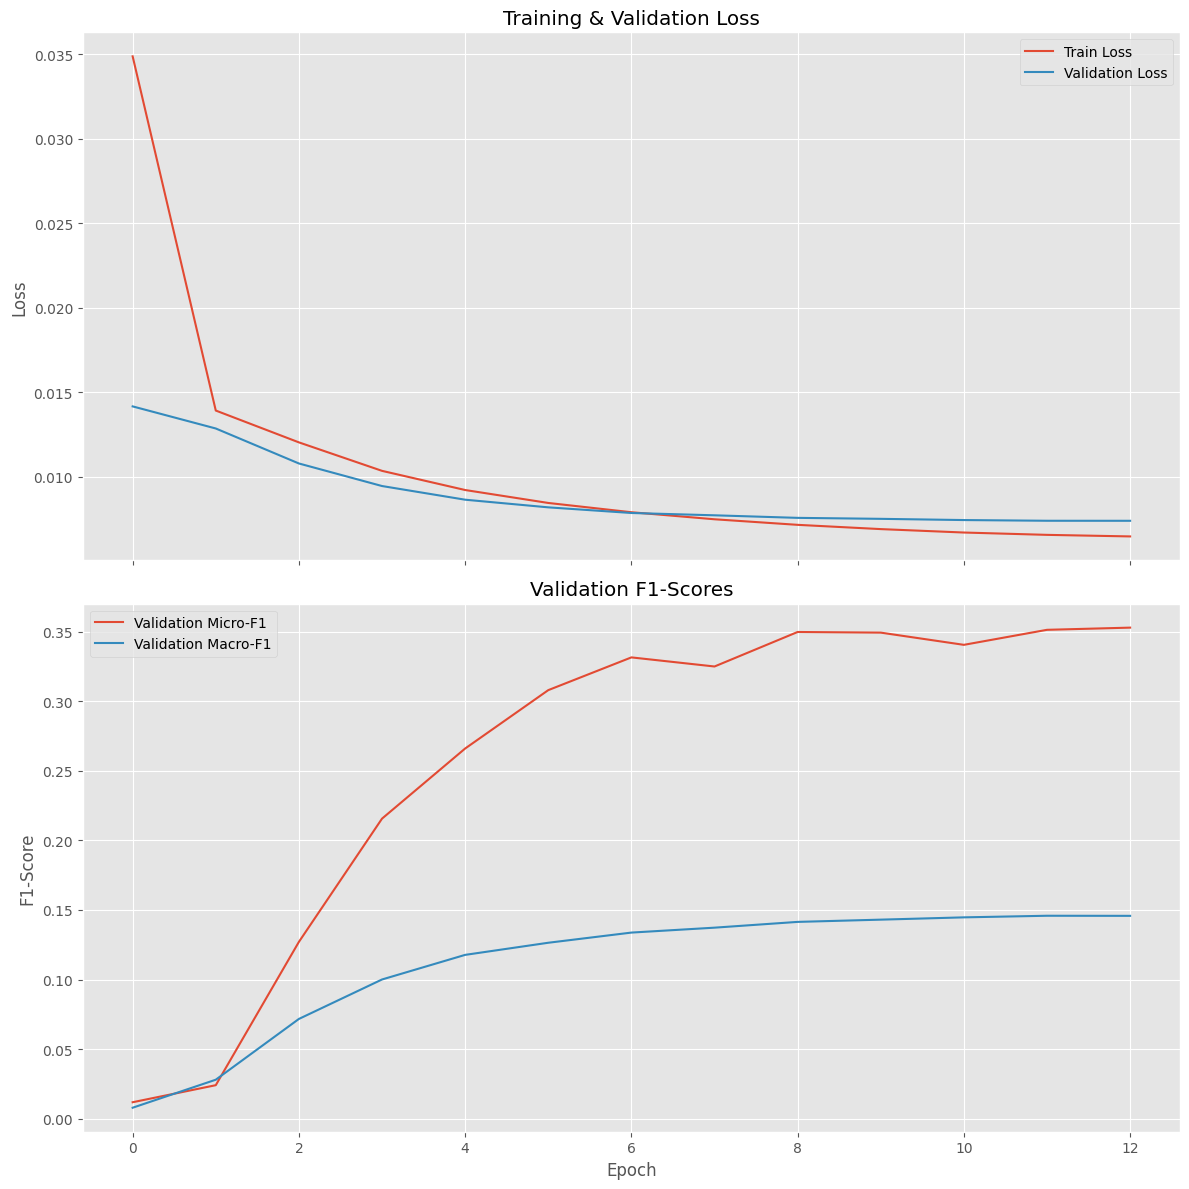 Training & Validation Loss
Train Loss
Validation Loss
0.035
0.030
0.025
0.020
0.015
0.010
Loss
Validation F1-Scores
Validation Micro-F1
Validation Macro-F1
0.35
0.30
0.25
0.20
0.15
0.10
0.05
0.00
F1-Score
0 2 4 6 8 10 12
Epoch